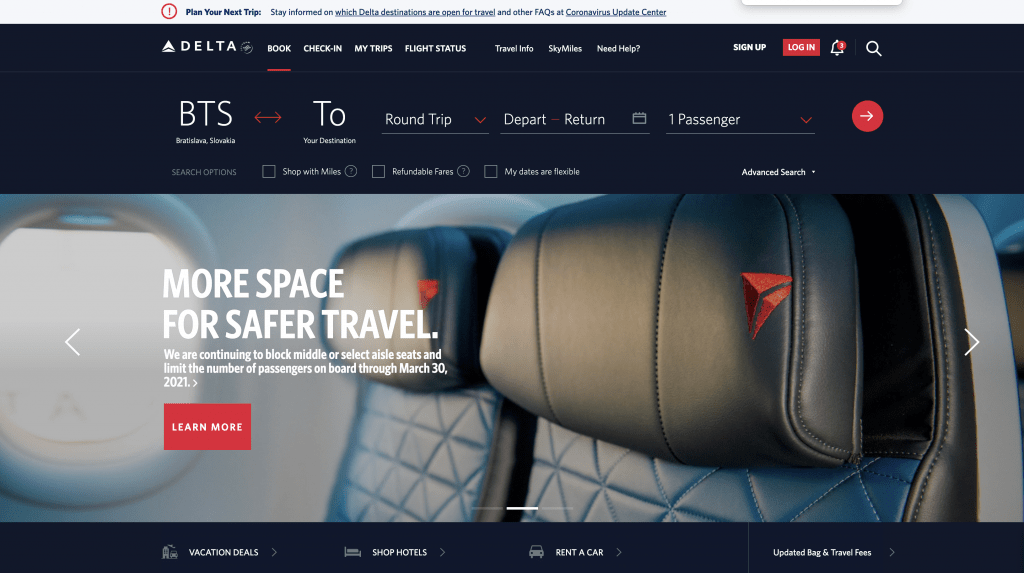 Plan Your Next Trip: Stay informed on which Delta destinations are open for travel and other FAQs at Coronavirus Update Center
DELTA BOOK CHECK-IN MY TRIPS FLIGHT STATUS Travel Info SkyMiles Need Help? SIGN UP LOG IN 3
BTS To Round Trip Depart – Return 1 Passenger
Bratislava, Slovakia Your Destination
SEARCH OPTIONS Shop with Miles ? Refundable Fares ? My dates are flexible Advanced Search
MORE SPACE
FOR SAFER TRAVEL.
We are continuing to block middle or select aisle seats and
limit the number of passengers on board through March 30,
2021. >
LEARN MORE
VACATION DEALS SHOP HOTELS RENT A CAR Updated Bag & Travel Fees